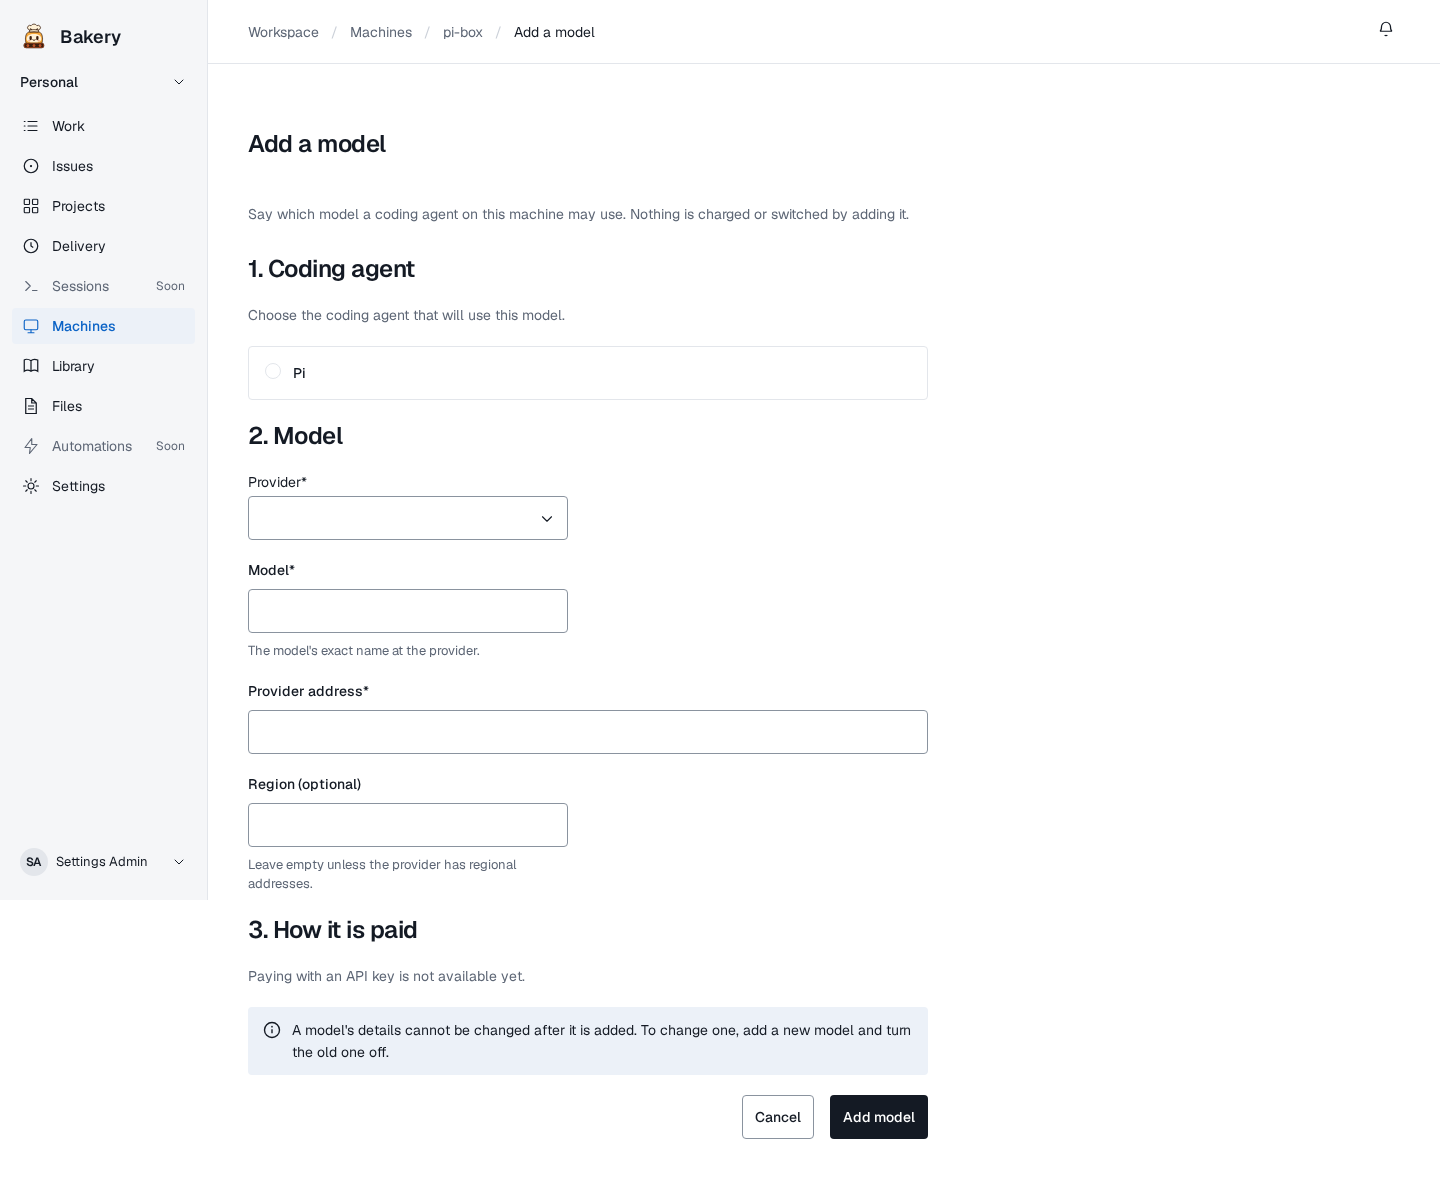 Bakery
Personal
Work
Issues
Projects
Delivery
Sessions Soon
Machines
Library
Files
Automations Soon
Settings
SA Settings Admin
Workspace / Machines / pi-box / Add a model
Add a model
Say which model a coding agent on this machine may use. Nothing is charged or switched by adding it.
1. Coding agent
Choose the coding agent that will use this model.
Pi
2. Model
Provider*
Model*
The model's exact name at the provider.
Provider address*
Region (optional)
Leave empty unless the provider has regional
addresses.
3. How it is paid
Paying with an API key is not available yet.
A model's details cannot be changed after it is added. To change one, add a new model and turn
the old one off.
Cancel
Add model